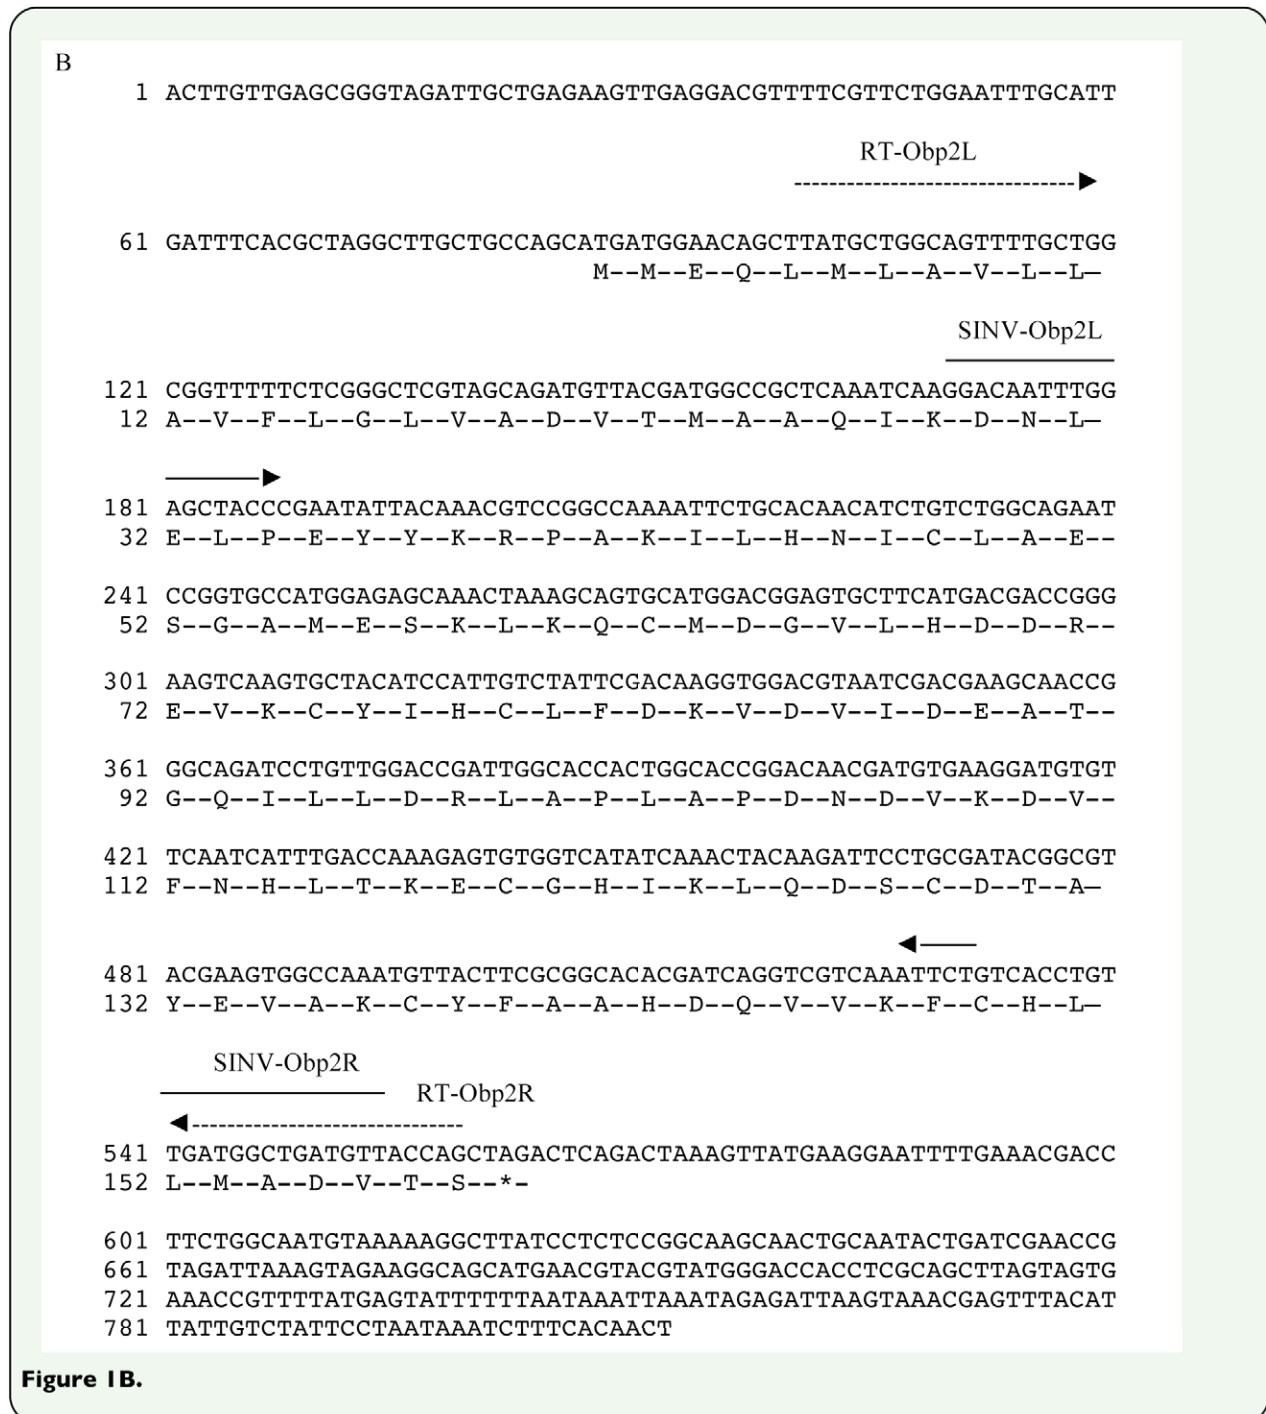 B
1 ACTTGTTGAGCGGGTAGATTGCTGAGAAGTTGAGGACGTTTTCGTTCTGGAATTTGCATT
RT-Obp2L
61 GATTTCACGCTAGGCTTGCTGCCAGCATGATGGAACAGCTTATGCTGGCAGTTTTGCTGG
M--M--E--Q--L--M--L--A--V--L--L—
SINV-Obp2L
121 CGGTTTTTCTCGGGCTCGTAGCAGATGTTACGATGGCCGCTCAAATCAAGGACAATTTGG
12 A--V--F--L--G--L--V--A--D--V--T--M--A--A--Q--I--K--D--N--L—
181 AGCTACCCGAATATTACAAACGTCCGGCCAAAATTCTGCACAACATCTGTCTGGCAGAAT
32 E--L--P--E--Y--Y--K--R--P--A--K--I--L--H--N--I--C--L--A--E--
241 CCGGTGCCATGGAGAGCAAACTAAAGCAGTGCATGGACGGAGTGCTTCATGACGACCGGG
52 S--G--A--M--E--S--K--L--K--Q--C--M--D--G--V--L--H--D--D--R--
301 AAGTCAAGTGCTACATCCATTGTCTATTCGACAAGGTGGACGTAATCGACGAAGCAACCG
72 E--V--K--C--Y--I--H--C--L--F--D--K--V--D--V--I--D--E--A--T--
361 GGCAGATCCTGTTGGACCGATTGGCACCACTGGCACCGGACAACGATGTGAAGGATGTGT
92 G--Q--I--L--L--D--R--L--A--P--L--A--P--D--N--D--V--K--D--V--
421 TCAATCATTTGACCAAAGAGTGTGGTCATATCAAACTACAAGATTCCTGCGATACGGCGT
112 F--N--H--L--T--K--E--C--G--H--I--K--L--Q--D--S--C--D--T--A—
481 ACGAAGTGGCCAAATGTTACTTCGCGGCACACGATCAGGTCGTCAAATTCTGTCACCTGT
132 Y--E--V--A--K--C--Y--F--A--A--H--D--Q--V--V--K--F--C--H--L—
SINV-Obp2R
RT-Obp2R
541 TGATGGCTGATGTTACCAGCTAGACTCAGACTAAAGTTATGAAGGAATTTTGAAACGACC
152 L--M--A--D--V--T--S--*-
601 TTCTGGCAATGTAAAAAGGCTTATCCTCTCCGGCAAGCAACTGCAATACTGATCGAACCG
661 TAGATTAAAGTAGAAGGCAGCATGAACGTACGTATGGGACCACCTCGCAGCTTAGTAGTG
721 AAACCGTTTTATGAGTATTTTTTAATAAATTAAATAGAGATTAAGTAAACGAGTTTACAT
781 TATTGTCTATTCCTAATAAATCTTTCACAACT
Figure 1B.